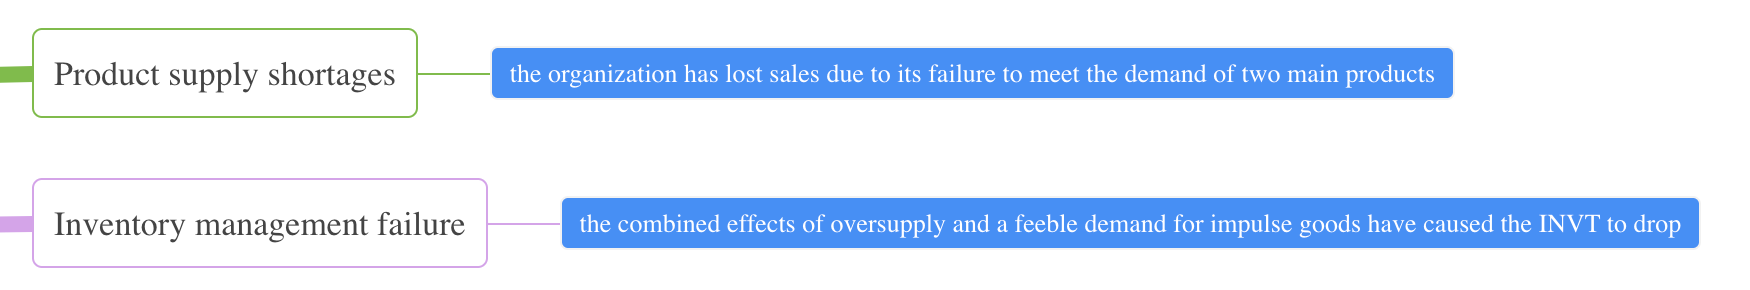 Product supply shortages
the organization has lost sales due to its failure to meet the demand of two main products
Inventory management failure
the combined effects of oversupply and a feeble demand for impulse goods have caused the INVT to drop